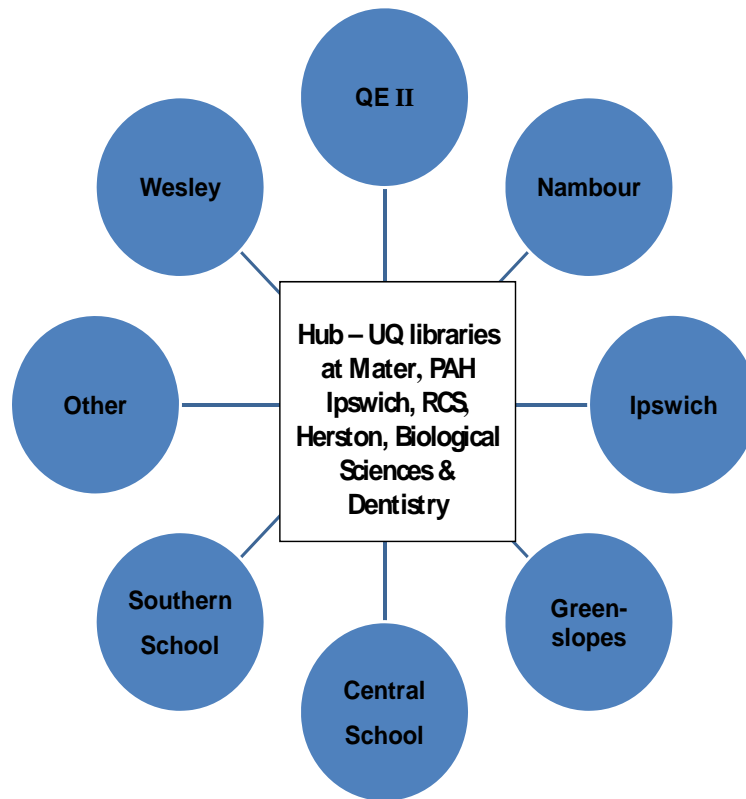 QE II
Wesley
Nambour
Hub – UQ libraries
at Mater, PAH
Ipswich, RCS,
Herston, Biological
Sciences &
Dentistry
Other
Ipswich
Southern
School
Green-
slopes
Central
School